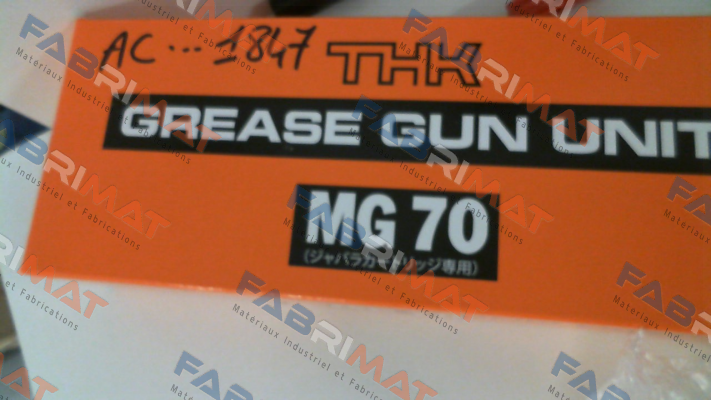 AC ... 1847 THK
GREASE GUN UNIT
MG 70
(ジャバラカートリッジ専用)
FABRIMAT
Matériaux Industriel et Fabrications